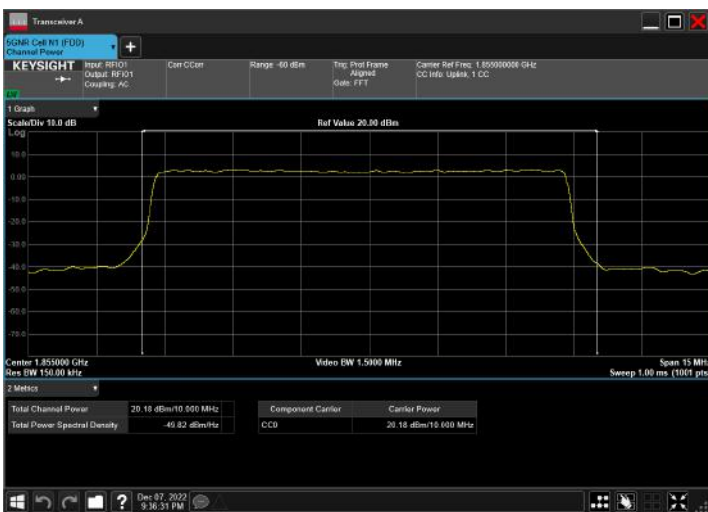 Transceiver A
5GNR Cell N1 (FDD)
Channel Power
+
KEYSIGHT
Input: RFIO1
Output: RFIO1
Coupling: AC
Corr CCorr
Range: -60 dBm
Trig: Prot Frame
Aligned
Gate: FFT
Carrier Ref Freq: 1.855000000 GHz
CC Info: Uplink, 1 CC
1 Graph
Scale/Div 10.0 dB
Ref Value 20.00 dBm
Log
10.0
0.00
-10.0
-20.0
-30.0
-40.0
-50.0
-60.0
-70.0
Center 1.855000 GHz
Video BW 1.5000 MHz
Span 15 MHz
Res BW 150.00 kHz
Sweep 1.00 ms (1001 pts
2 Metrics
Total Channel Power 20.18 dBm/10.000 MHz
Total Power Spectral Density -49.82 dBm/Hz
Component Carrier Carrier Power
CC0 20.18 dBm/10.000 MHz
? Dec 07, 2022
9:36:31 PM